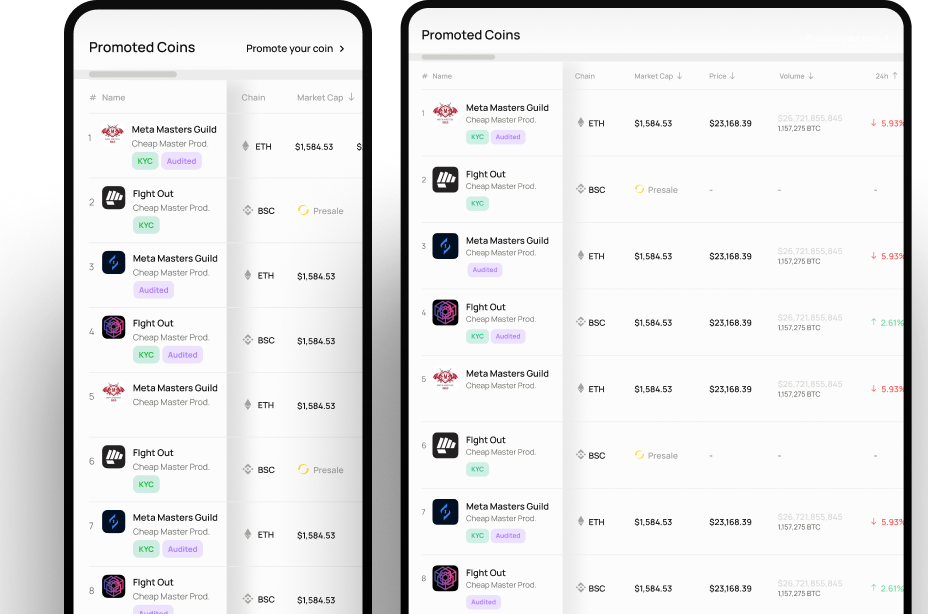 Promoted Coins
Promote your coin
# Name Chain Market Cap
1 Meta Masters Guild
Cheap Master Prod.
KYC Audited
ETH $1,584.53 $
2 FIght Out
Cheap Master Prod.
KYC
BSC Presale
3 Meta Masters Guild
Cheap Master Prod.
Audited
ETH $1,584.53
4 FIght Out
Cheap Master Prod.
KYC Audited
BSC $1,584.53
5 Meta Masters Guild
Cheap Master Prod.
ETH $1,584.53
6 FIght Out
Cheap Master Prod.
KYC
BSC Presale
7 Meta Masters Guild
Cheap Master Prod.
KYC Audited
ETH $1,584.53
8 FIght Out
Cheap Master Prod.
Audited
BSC $1,584.53
Promoted Coins
# Name Chain Market Cap Price Volume 24h
1 Meta Masters Guild
Cheap Master Prod.
KYC Audited
ETH $1,584.53 $23,168.39 $26,721,855,845 5.93%
1,157,275 BTC
2 FIght Out
Cheap Master Prod.
KYC
BSC Presale - - -
3 Meta Masters Guild
Cheap Master Prod.
Audited
ETH $1,584.53 $23,168.39 $26,721,855,845 5.93%
1,157,275 BTC
4 FIght Out
Cheap Master Prod.
KYC Audited
BSC $1,584.53 $23,168.39 $26,721,855,845 2.61%
1,157,275 BTC
5 Meta Masters Guild
Cheap Master Prod.
ETH $1,584.53 $23,168.39 $26,721,855,845 5.93%
1,157,275 BTC
6 FIght Out
Cheap Master Prod.
KYC
BSC Presale - - -
7 Meta Masters Guild
Cheap Master Prod.
KYC Audited
ETH $1,584.53 $23,168.39 $26,721,855,845 5.93%
1,157,275 BTC
8 FIght Out
Cheap Master Prod.
Audited
BSC $1,584.53 $23,168.39 $26,721,855,845 2.61%
1,157,275 BTC